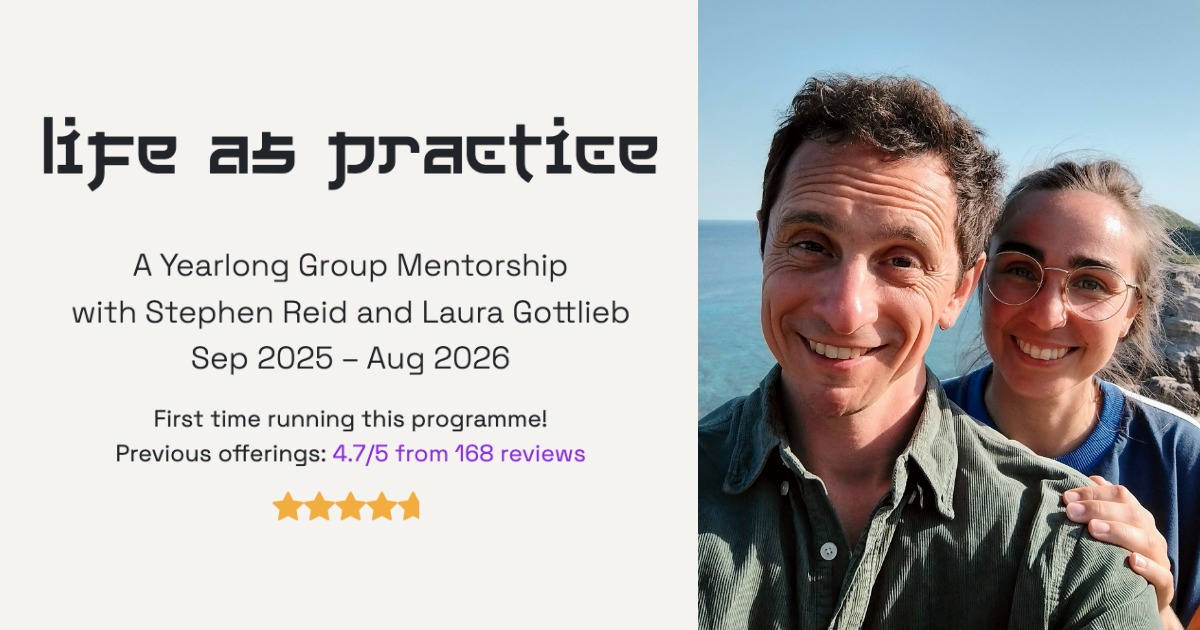 life as practice
A Yearlong Group Mentorship
with Stephen Reid and Laura Gottlieb
Sep 2025 – Aug 2026
First time running this programme!
Previous offerings: 4.7/5 from 168 reviews